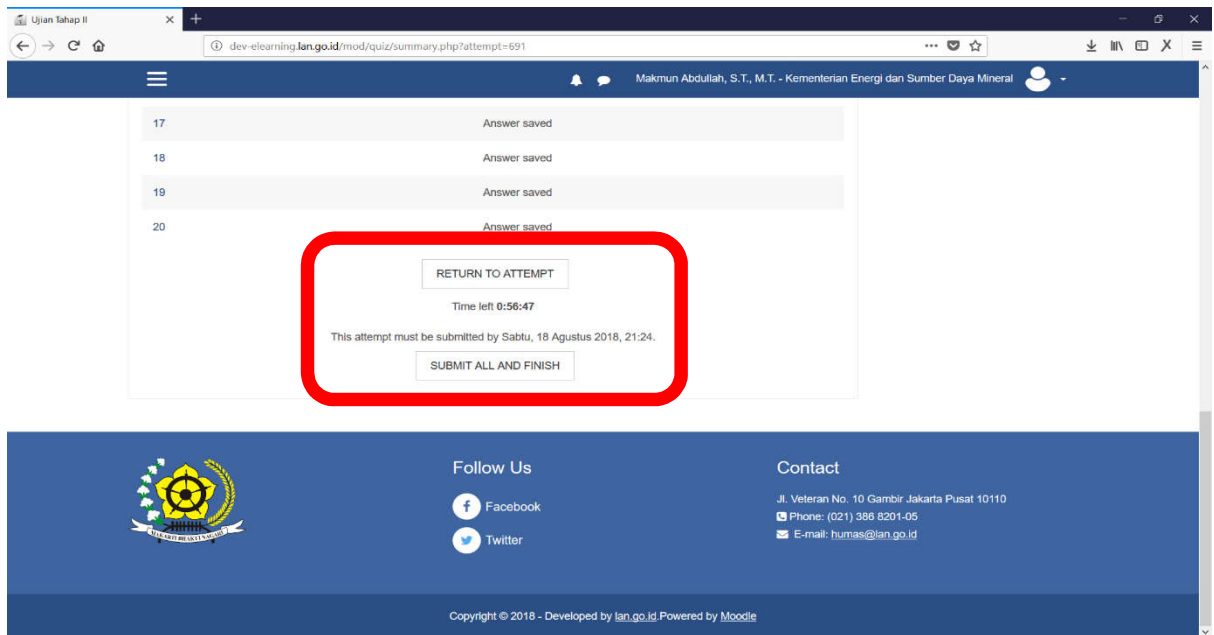 Ujian Tahap II
dev-elearning.lan.go.id/mod/quiz/summary.php?attempt=691
Makmun Abdullah, S.T., M.T. - Kementerian Energi dan Sumber Daya Mineral
17 Answer saved
18 Answer saved
19 Answer saved
20 Answer saved
RETURN TO ATTEMPT
Time left 0:56:47
This attempt must be submitted by Sabtu, 18 Agustus 2018, 21:24.
SUBMIT ALL AND FINISH
MAKARTI BHAKTI NAGARI
Follow Us
Facebook
Twitter
Contact
Jl. Veteran No. 10 Gambir Jakarta Pusat 10110
Phone: (021) 386 8201-05
E-mail: humas@lan.go.id
Copyright © 2018 - Developed by lan.go.id.Powered by Moodle